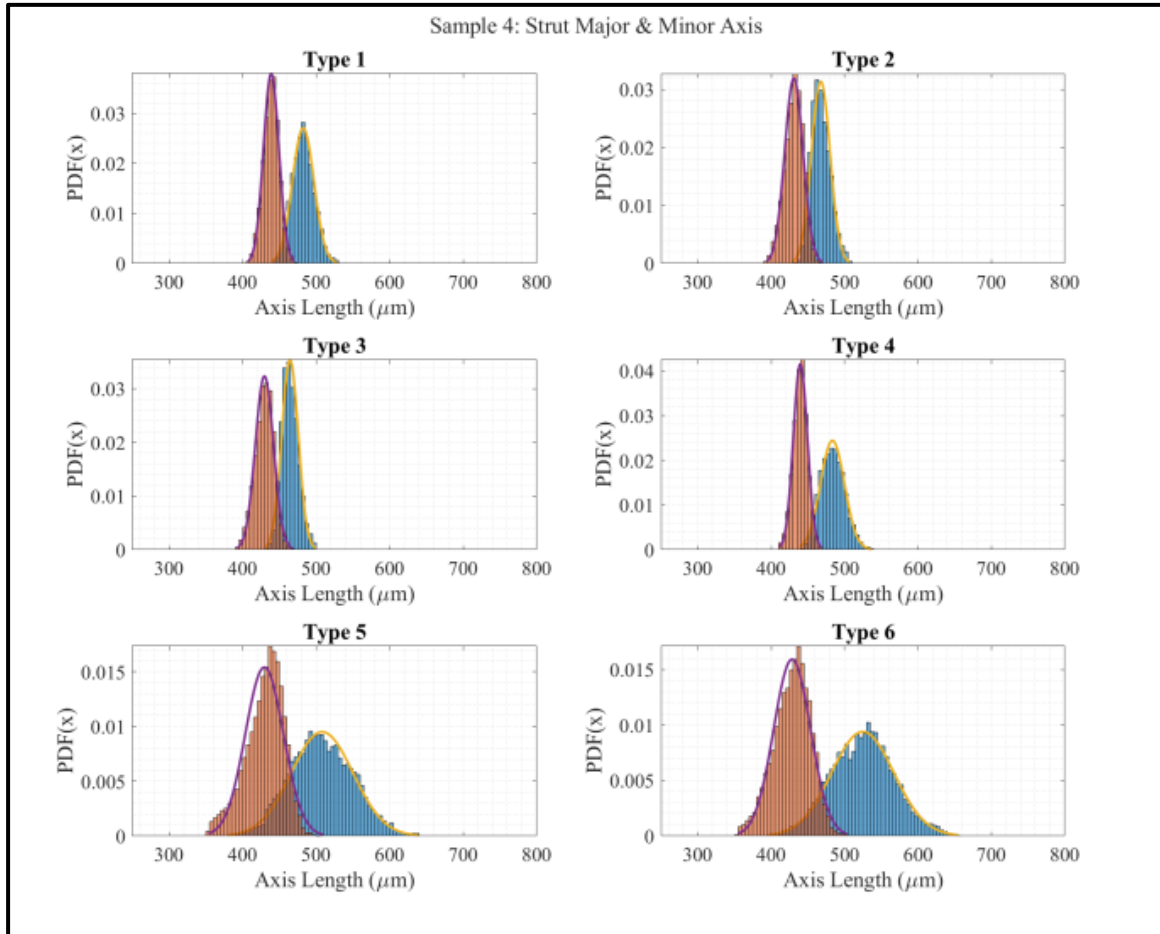 Sample 4: Strut Major & Minor Axis
Type 1
PDF(x)
0.03
0.02
0.01
0
300 400 500 600 700 800
Axis Length (μm)
Type 2
PDF(x)
0.03
0.02
0.01
0
300 400 500 600 700 800
Axis Length (μm)
Type 3
PDF(x)
0.03
0.02
0.01
0
300 400 500 600 700 800
Axis Length (μm)
Type 4
PDF(x)
0.04
0.03
0.02
0.01
0
300 400 500 600 700 800
Axis Length (μm)
Type 5
PDF(x)
0.015
0.01
0.005
0
300 400 500 600 700 800
Axis Length (μm)
Type 6
PDF(x)
0.015
0.01
0.005
0
300 400 500 600 700 800
Axis Length (μm)